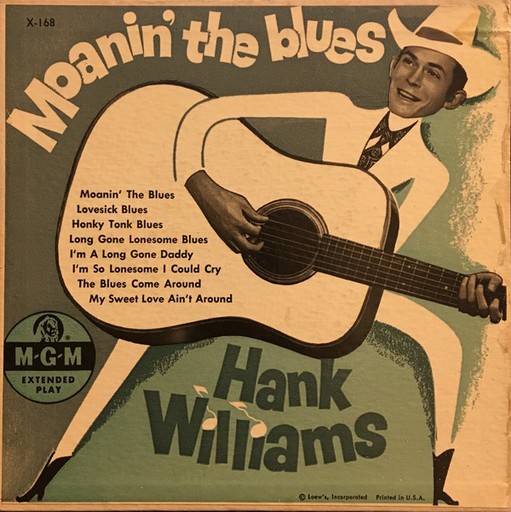 X-168
Moanin' the blues
Moanin' The Blues
Lovesick Blues
Honky Tonk Blues
Long Gone Lonesome Blues
I'm A Long Gone Daddy
I'm So Lonesome I Could Cry
The Blues Come Around
My Sweet Love Ain't Around
M-G-M
®
EXTENDED
PLAY
Hank
Williams
© Loew's, Incorporated Printed in U.S.A.